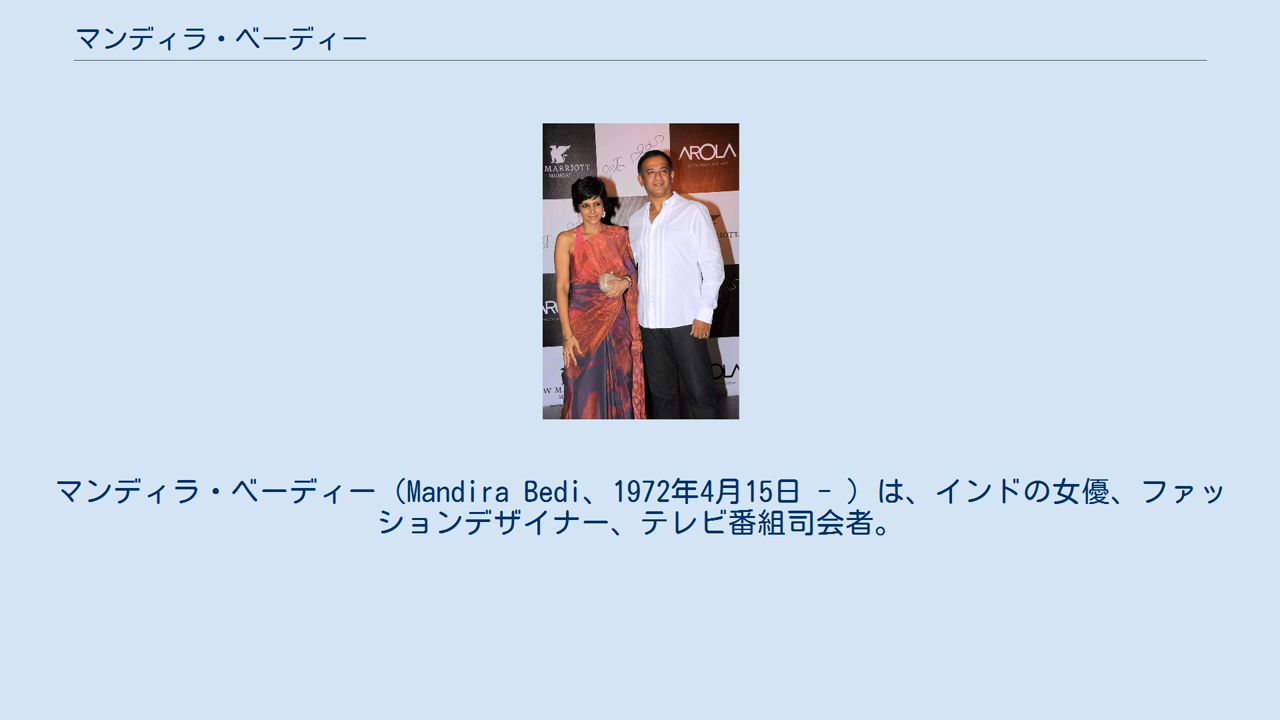 マンディラ・ベーディー
MARRIOTT
MUMBAI
AROLA
マンディラ・ベーディー（Mandira Bedi、1972年4月15日 - ）は、インドの女優、ファッ
ションデザイナー、テレビ番組司会者。